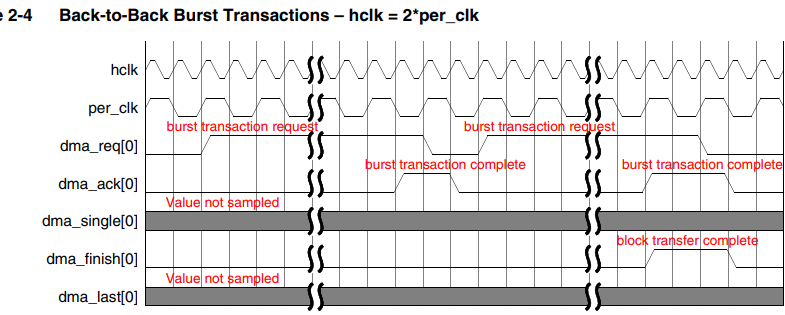 e 2-4 Back-to-Back Burst Transactions – hclk = 2*per_clk
hclk
per_clk
burst transaction request burst transaction request
dma_req[0]
burst transaction complete burst transaction complete
dma_ack[0]
Value not sampled
dma_single[0]
block transfer complete
dma_finish[0]
Value not sampled
dma_last[0]